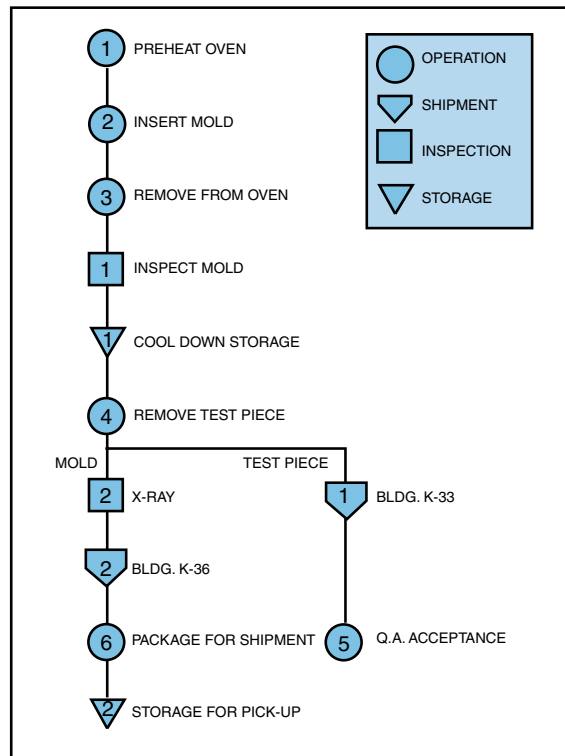 1 PREHEAT OVEN
2 INSERT MOLD
3 REMOVE FROM OVEN
1 INSPECT MOLD
1 COOL DOWN STORAGE
4 REMOVE TEST PIECE
MOLD TEST PIECE
2 X-RAY
1 BLDG. K-33
2 BLDG. K-36
6 PACKAGE FOR SHIPMENT
5 Q.A. ACCEPTANCE
2 STORAGE FOR PICK-UP
OPERATION
SHIPMENT
INSPECTION
STORAGE